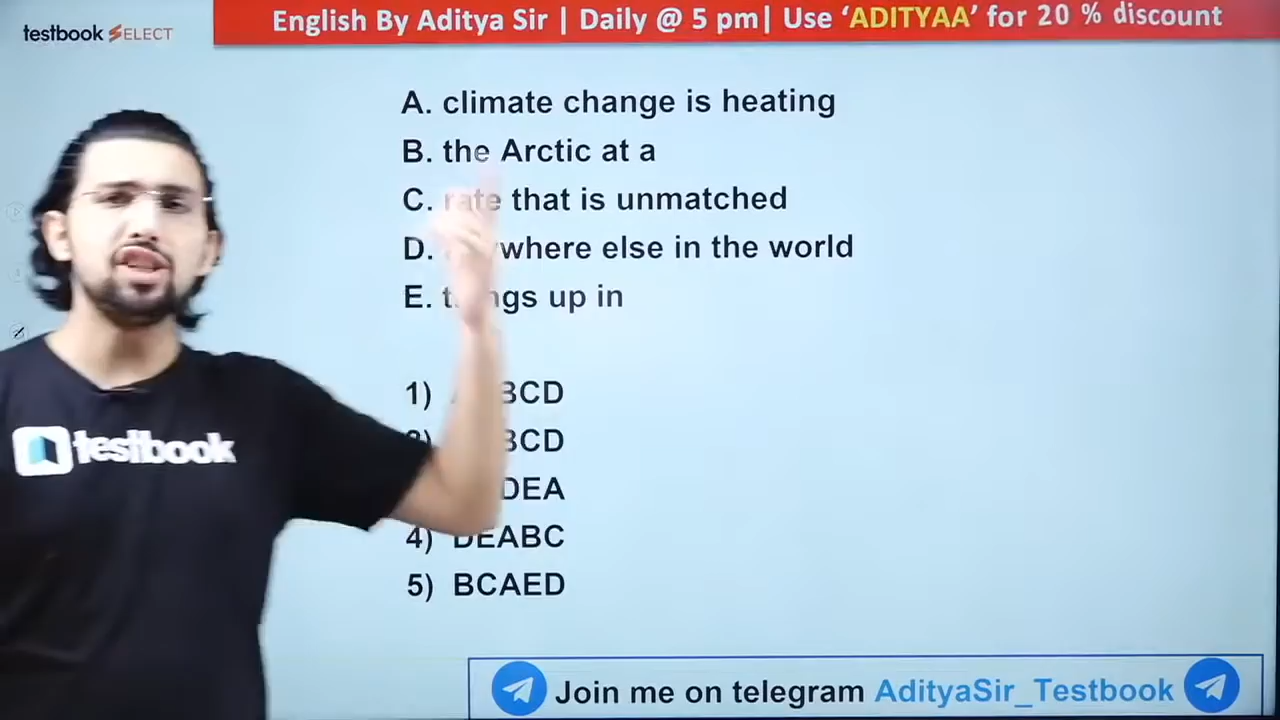 testbook SELECT
English By Aditya Sir | Daily @ 5 pm| Use ‘ADITYAA’ for 20 % discount
A. climate change is heating
B. the Arctic at a
C. rate that is unmatched
D. where else in the world
E. up in
1) BCD
BCD
DEA
4) DEABC
5) BCAED
testbook
Join me on telegram AdityaSir_Testbook